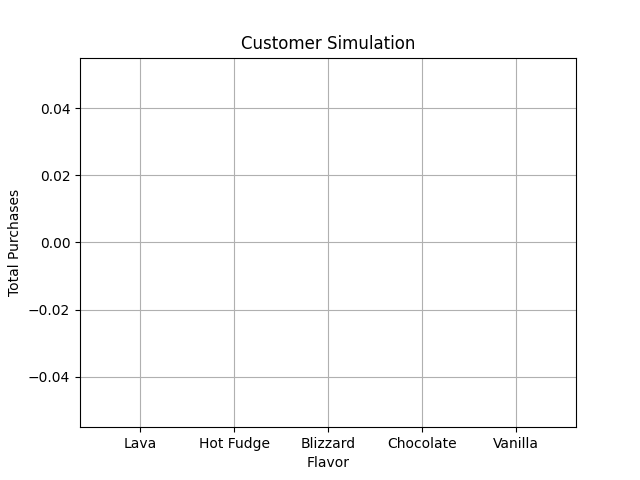 Customer Simulation
Total Purchases
0.04
0.02
0.00
−0.02
−0.04
Lava Hot Fudge Blizzard Chocolate Vanilla
Flavor